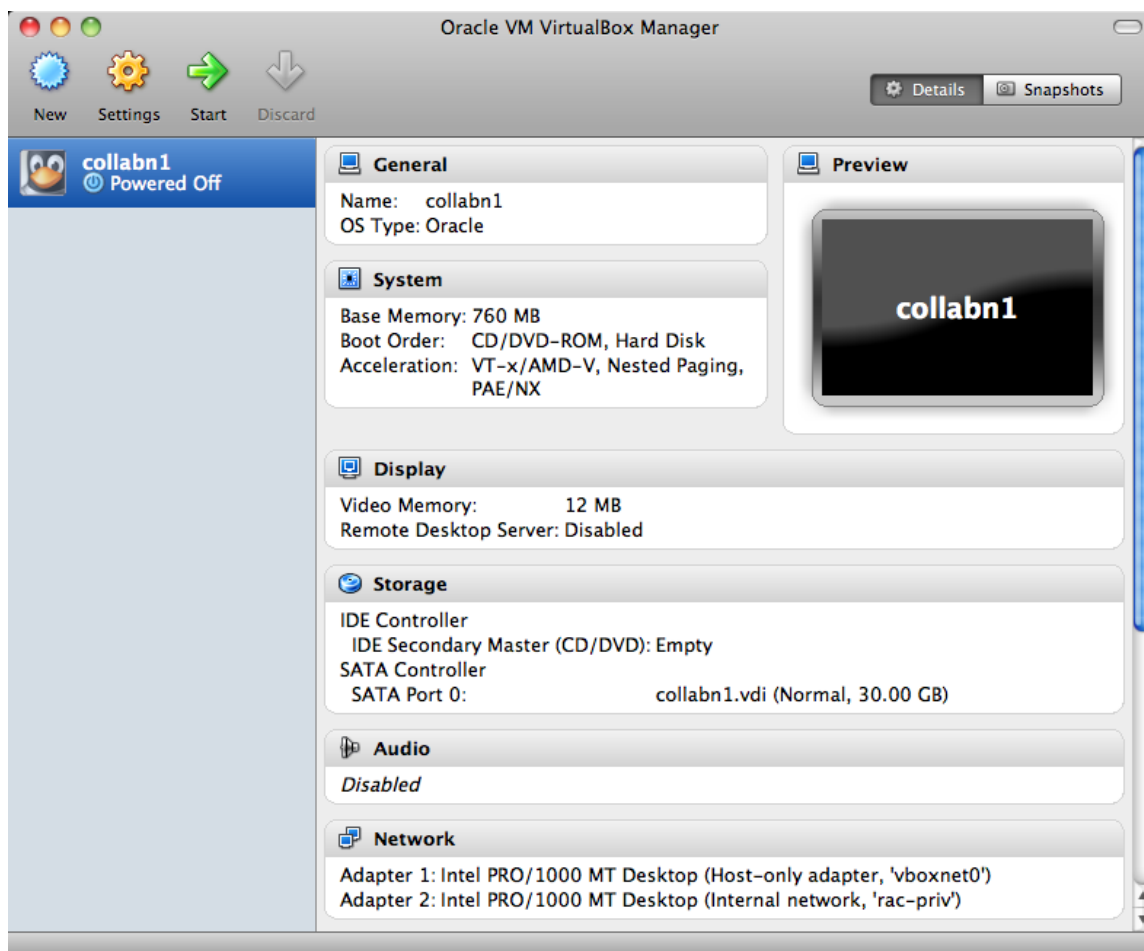 Oracle VM VirtualBox Manager
New Settings Start Discard
Details Snapshots
collabn1
Powered Off
General
Name: collabn1
OS Type: Oracle
System
Base Memory: 760 MB
Boot Order: CD/DVD-ROM, Hard Disk
Acceleration: VT-x/AMD-V, Nested Paging,
PAE/NX
Preview
collabn1
Display
Video Memory: 12 MB
Remote Desktop Server: Disabled
Storage
IDE Controller
IDE Secondary Master (CD/DVD): Empty
SATA Controller
SATA Port 0: collabn1.vdi (Normal, 30.00 GB)
Audio
Disabled
Network
Adapter 1: Intel PRO/1000 MT Desktop (Host-only adapter, 'vboxnet0')
Adapter 2: Intel PRO/1000 MT Desktop (Internal network, 'rac-priv')